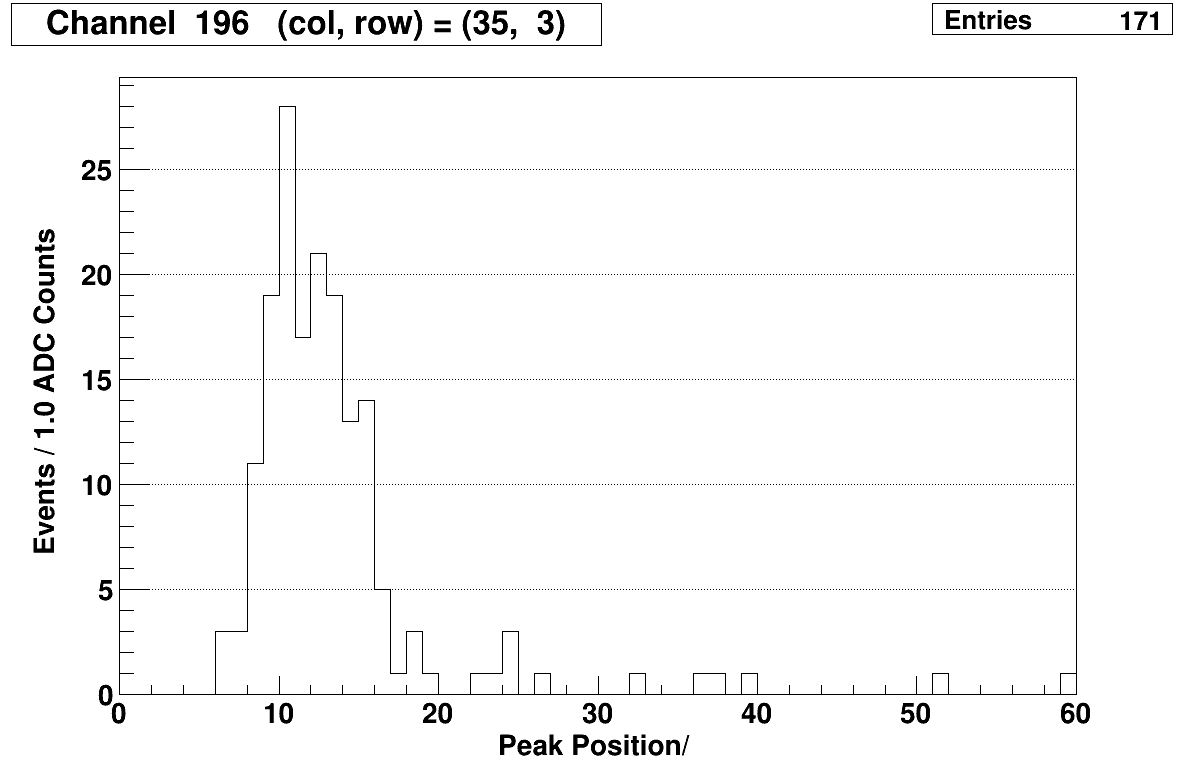 Channel 196 (col, row) = (35, 3)
Entries 171
25
20
15
10
5
0
Events / 1.0 ADC Counts
0 10 20 30 40 50 60
Peak Position/